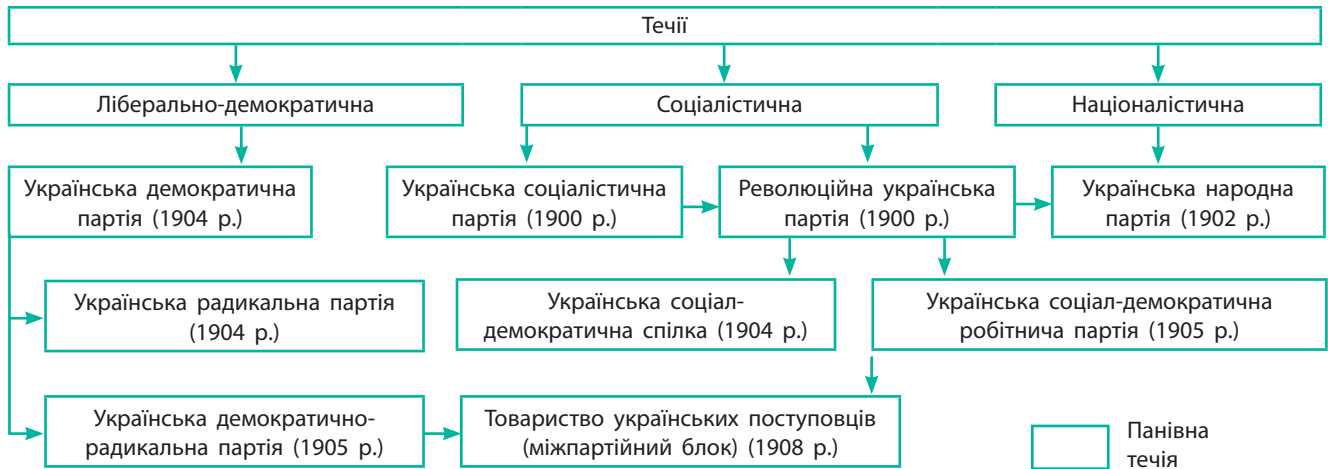 Течії
Ліберально-демократична
Соціалістична
Націоналістична
Українська демократична
партія (1904 р.)
Українська соціалістична
партія (1900 р.)
Революційна українська
партія (1900 р.)
Українська народна
партія (1902 р.)
Українська радикальна партія
(1904 р.)
Українська соціал-
демократична спілка (1904 р.)
Українська соціал-демократична
робітнича партія (1905 р.)
Українська демократично-
радикальна партія (1905 р.)
Товариство українських поступовців
(міжпартійний блок) (1908 р.)
Панівна
течія